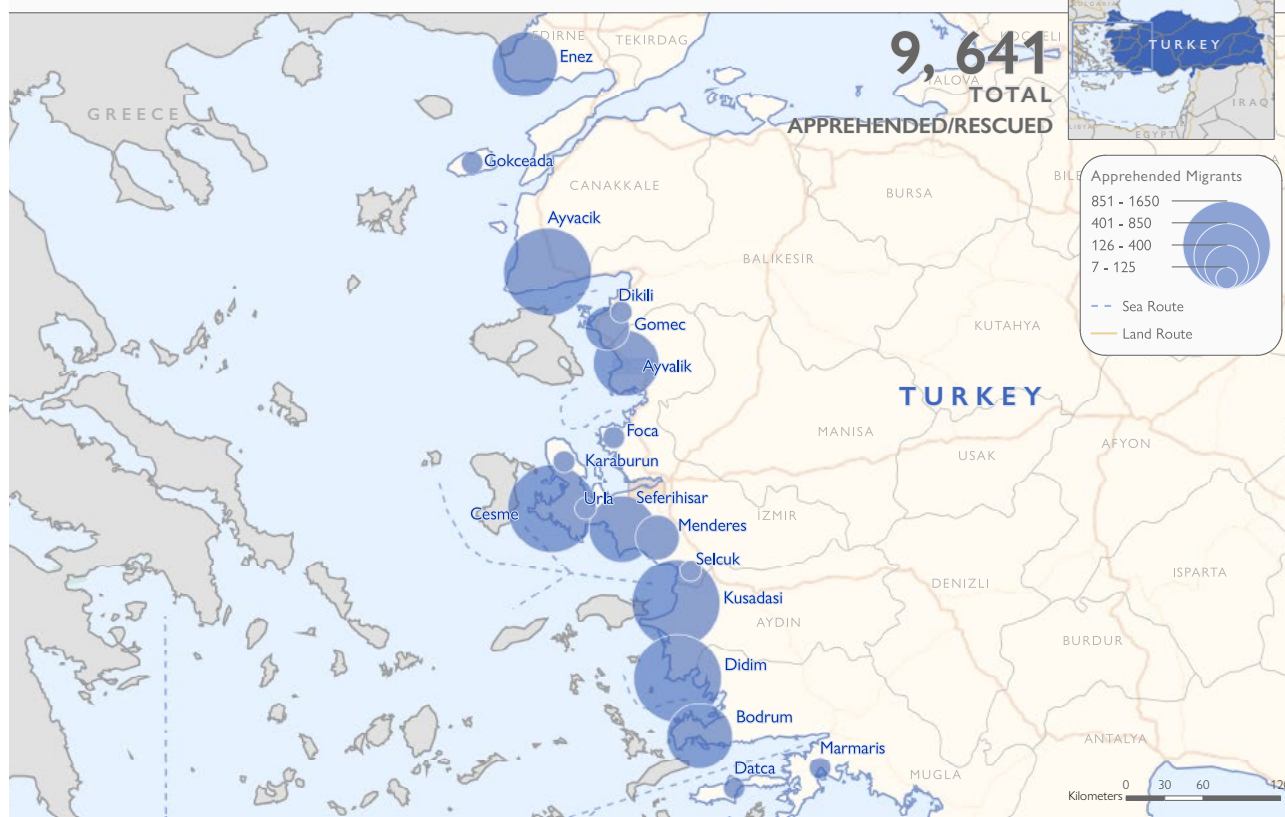 BULGARIA
EDIRNE
TEKIRDAG
KOCELI
YALOVA
Enez
9, 641
TOTAL
APPREHENDED/RESCUED
TURKEY
IRAQ
EGYPT
GREECE
Gokceada
CANAKKALE
BURSA
Apprehended Migrants
851 - 1650
401 - 850
126 - 400
7 - 125
Sea Route
Land Route
Ayvacik
BALIKESIR
Dikili
Gomec
KUTAHYA
Ayvalik
TURKEY
Foca
MANISA
AFYON
Karaburun
USAK
Urla
Seferihisar
Cesme
Menderes
IZMIR
Selcuk
ISPARTA
DENIZLI
Kusadasi
AYDIN
BURDUR
Didim
Bodrum
ANTALYA
Marmaris
Datca
MUGLA
Kilometers
0 30 60